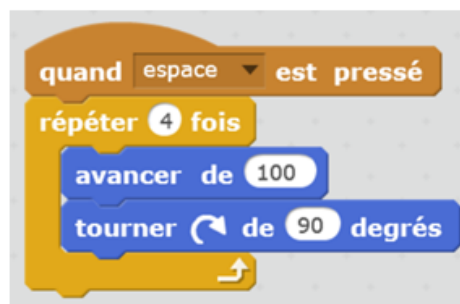 quand espace est pressé
répéter 4 fois
avancer de 100
tourner de 90 degrés